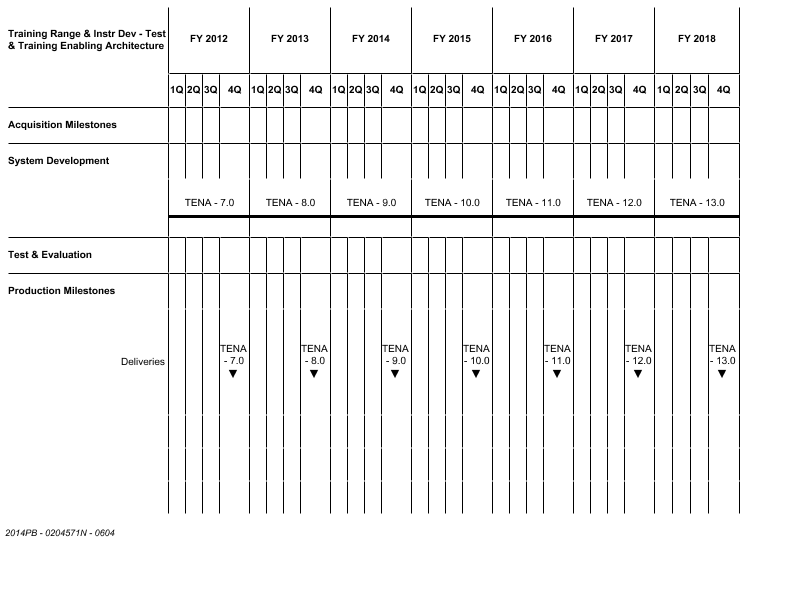 Training Range & Instr Dev - Test
& Training Enabling Architecture
FY 2012 FY 2013 FY 2014 FY 2015 FY 2016 FY 2017 FY 2018
1Q 2Q 3Q 4Q 1Q 2Q 3Q 4Q 1Q 2Q 3Q 4Q 1Q 2Q 3Q 4Q 1Q 2Q 3Q 4Q 1Q 2Q 3Q 4Q 1Q 2Q 3Q 4Q
Acquisition Milestones
System Development
TENA - 7.0 TENA - 8.0 TENA - 9.0 TENA - 10.0 TENA - 11.0 TENA - 12.0 TENA - 13.0
Test & Evaluation
Production Milestones
Deliveries
TENA TENA TENA TENA TENA TENA TENA
- 7.0 - 8.0 - 9.0 - 10.0 - 11.0 - 12.0 - 13.0
2014PB - 0204571N - 0604